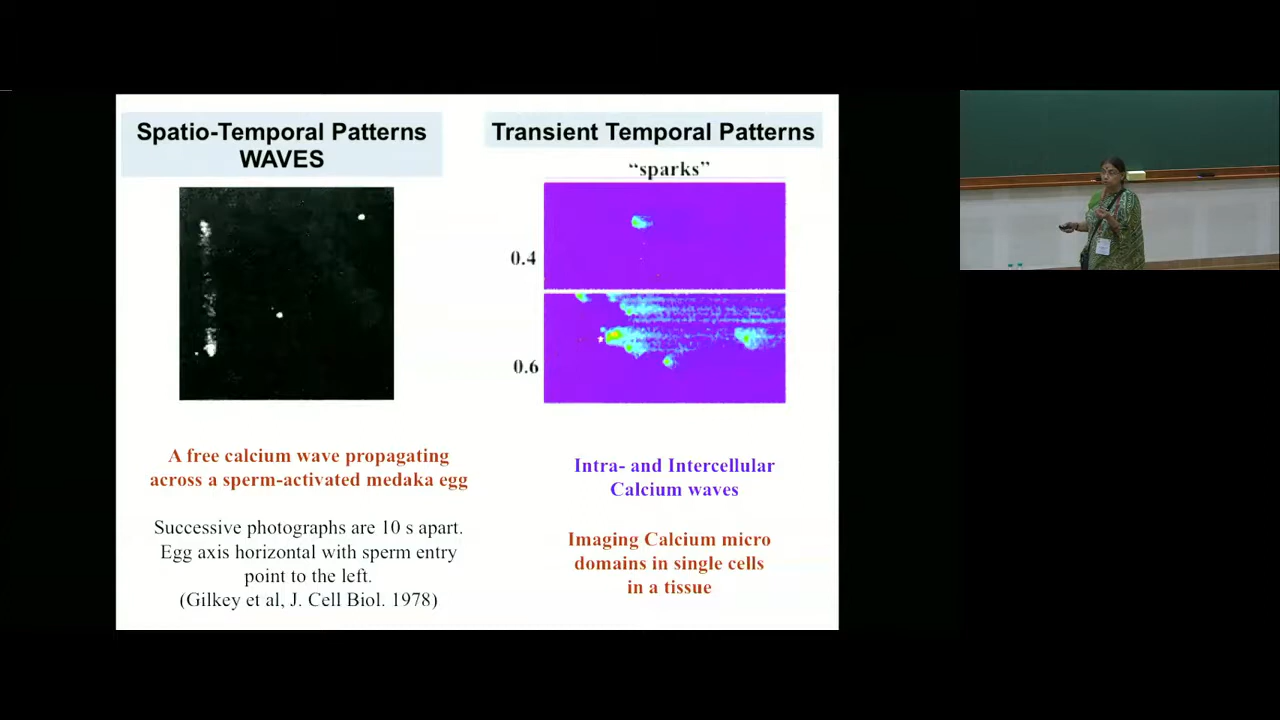 Spatio-Temporal Patterns
WAVES
A free calcium wave propagating
across a sperm-activated medaka egg
Successive photographs are 10 s apart.
Egg axis horizontal with sperm entry
point to the left.
(Gilkey et al, J. Cell Biol. 1978)
Transient Temporal Patterns
“sparks”
0.4
0.6
Intra- and Intercellular
Calcium waves
Imaging Calcium micro
domains in single cells
in a tissue